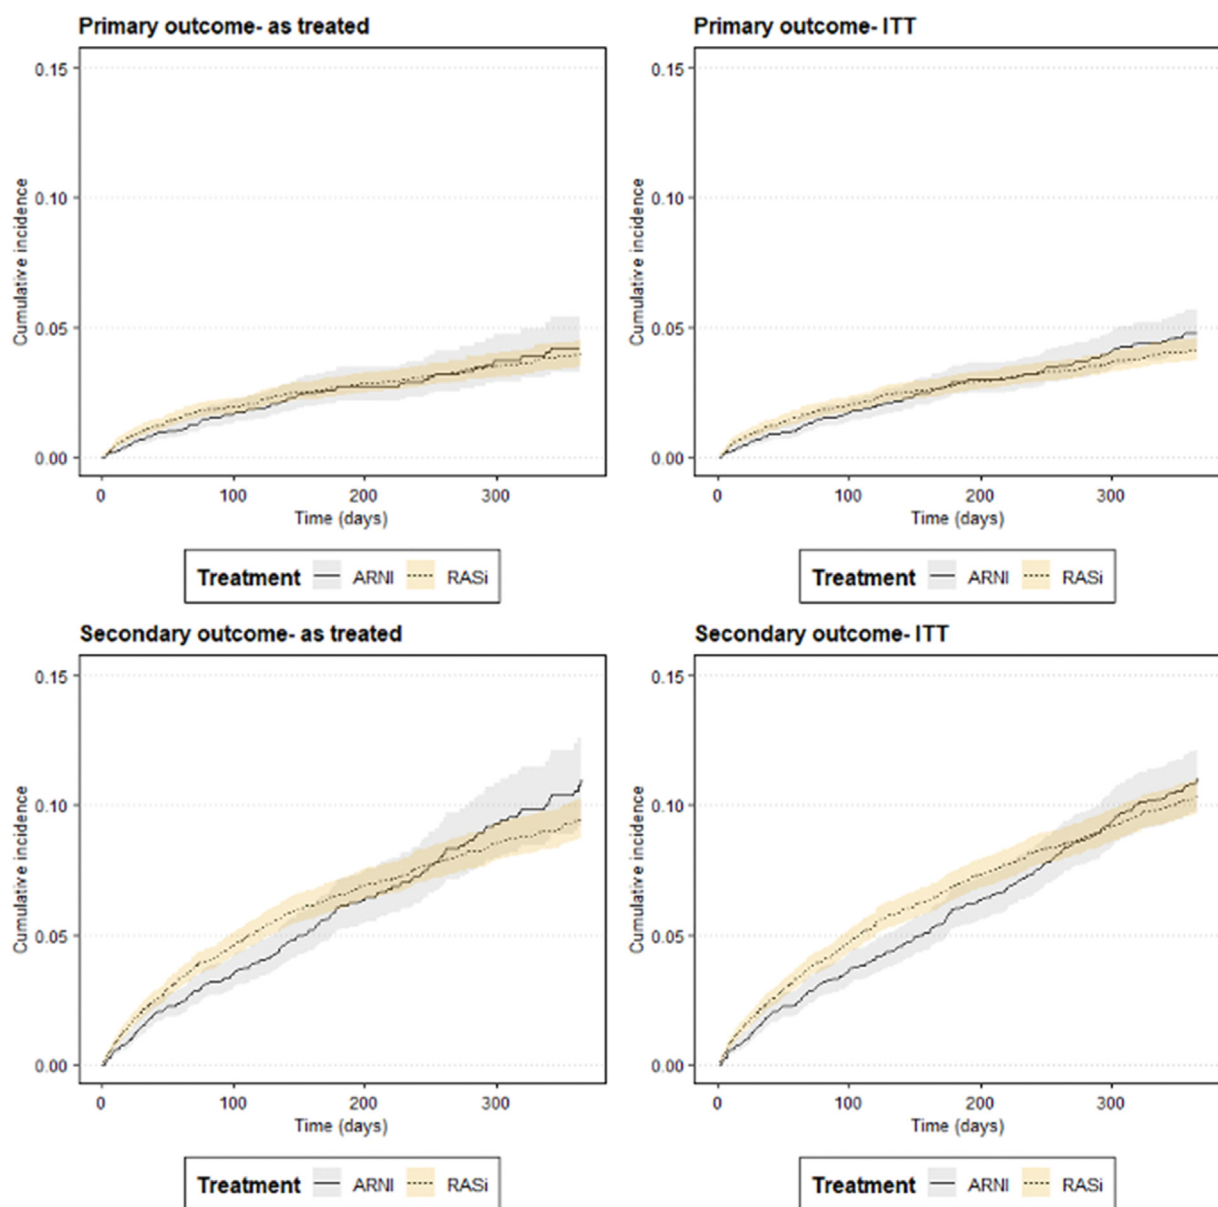 Primary outcome- as treated
0.15
0.10
0.05
0.00
Cumulative incidence
0 100 200 300
Time (days)
Treatment ARNI RASi
Primary outcome- ITT
0.15
0.10
0.05
0.00
Cumulative incidence
0 100 200 300
Time (days)
Treatment ARNI RASi
Secondary outcome- as treated
0.15
0.10
0.05
0.00
Cumulative incidence
0 100 200 300
Time (days)
Treatment ARNI RASi
Secondary outcome- ITT
0.15
0.10
0.05
0.00
Cumulative incidence
0 100 200 300
Time (days)
Treatment ARNI RASi